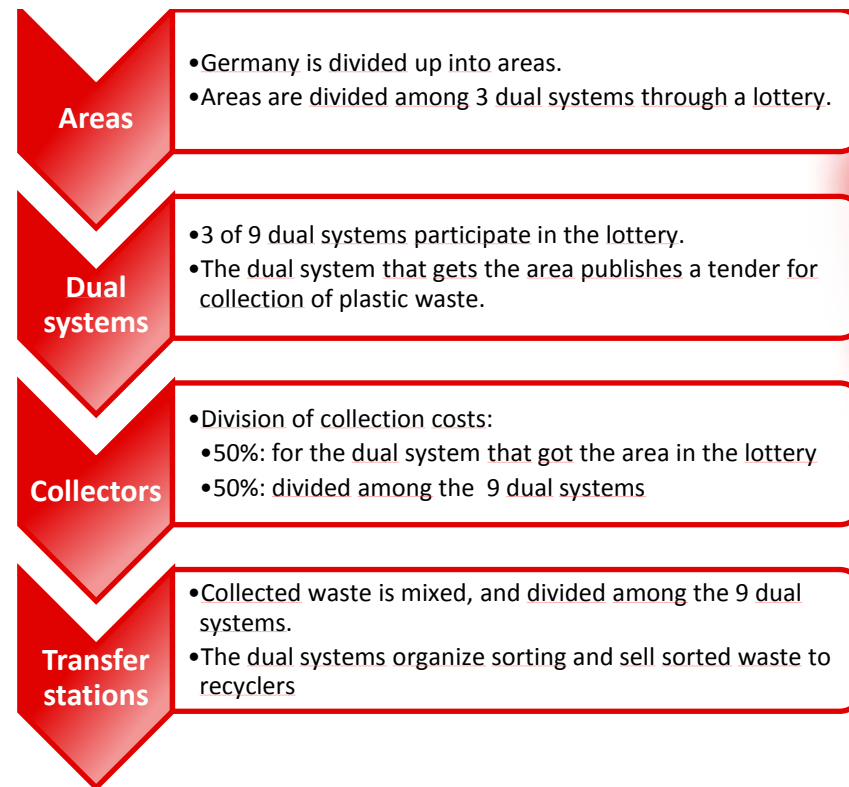 Areas
•Germany is divided up into areas.
•Areas are divided among 3 dual systems through a lottery.
Dual
systems
•3 of 9 dual systems participate in the lottery.
•The dual system that gets the area publishes a tender for
collection of plastic waste.
Collectors
•Division of collection costs:
•50%: for the dual system that got the area in the lottery
•50%: divided among the  9 dual systems
Transfer
stations
•Collected waste is mixed, and divided among the 9 dual
systems.
•The dual systems organize sorting and sell sorted waste to
recyclers